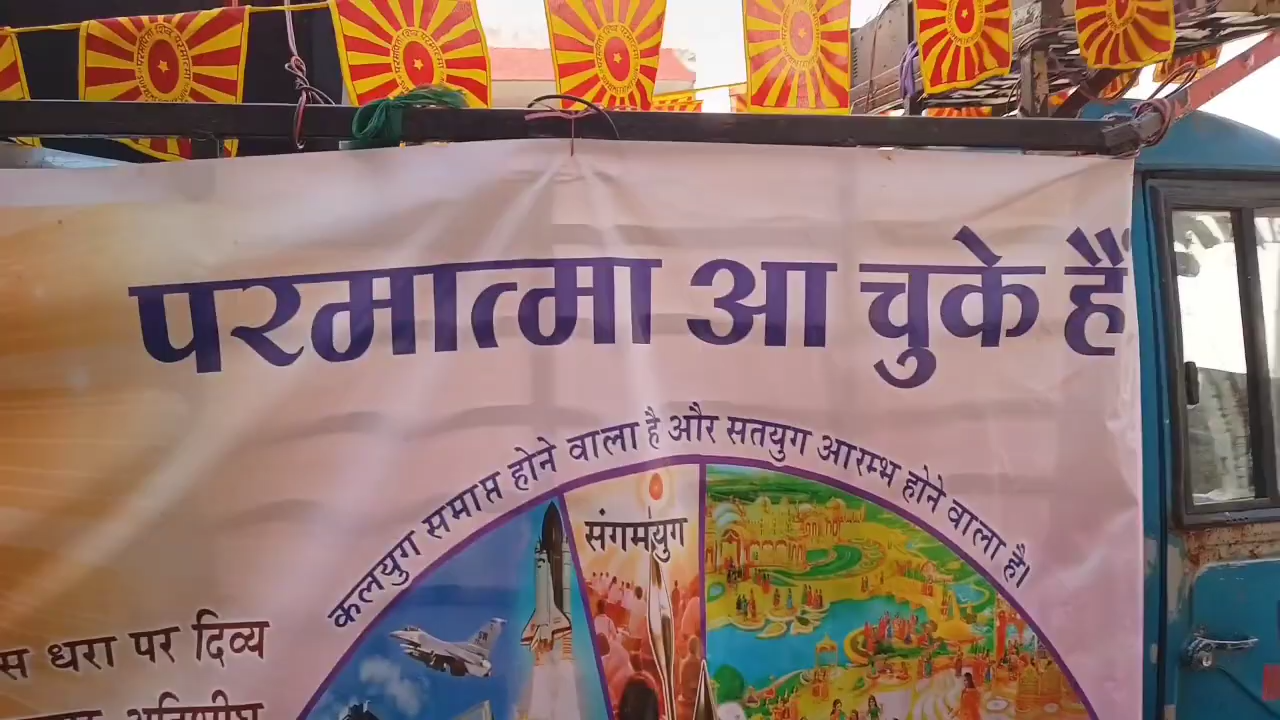 परमात्मा आ चुके हैं
कलयुग समाप्त होने वाला है और सतयुग आरम्भ होने वाला है।
संगमयुग
स धरा पर दिव्य